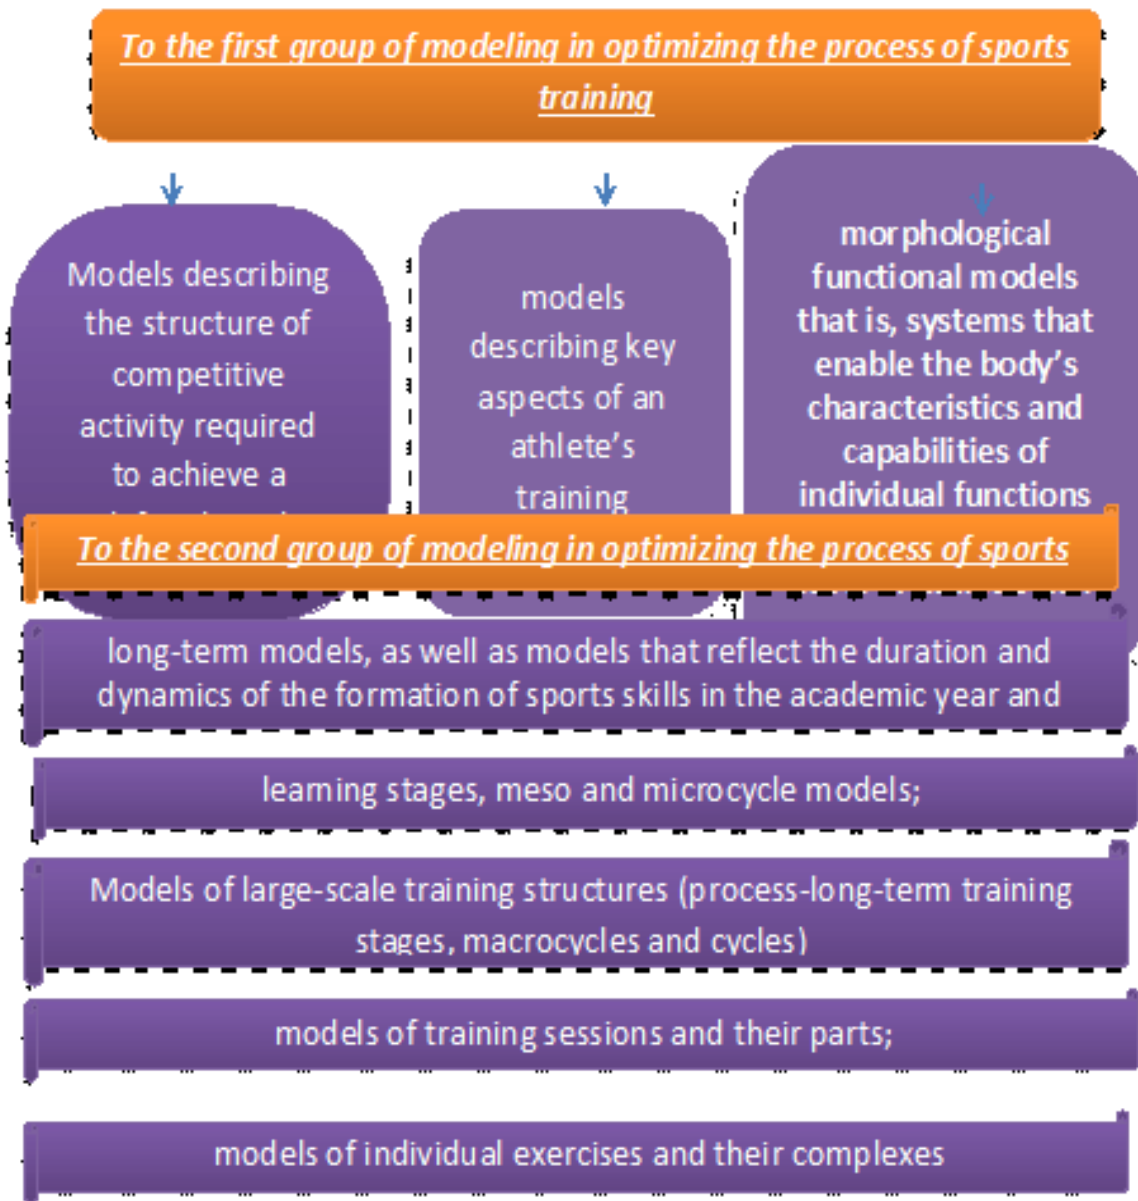 To the first group of modeling in optimizing the process of sports
training
Models describing
the structure of
competitive
activity required
to achieve a
models
describing key
aspects of an
athlete’s
training
morphological
functional models
that is, systems that
enable the body’s
characteristics and
capabilities of
individual functions
To the second group of modeling in optimizing the process of sports
long-term models, as well as models that reflect the duration and
dynamics of the formation of sports skills in the academic year and
learning stages, meso and microcycle models;
Models of large-scale training structures (process-long-term training
stages, macrocycles and cycles)
models of training sessions and their parts;
models of individual exercises and their complexes